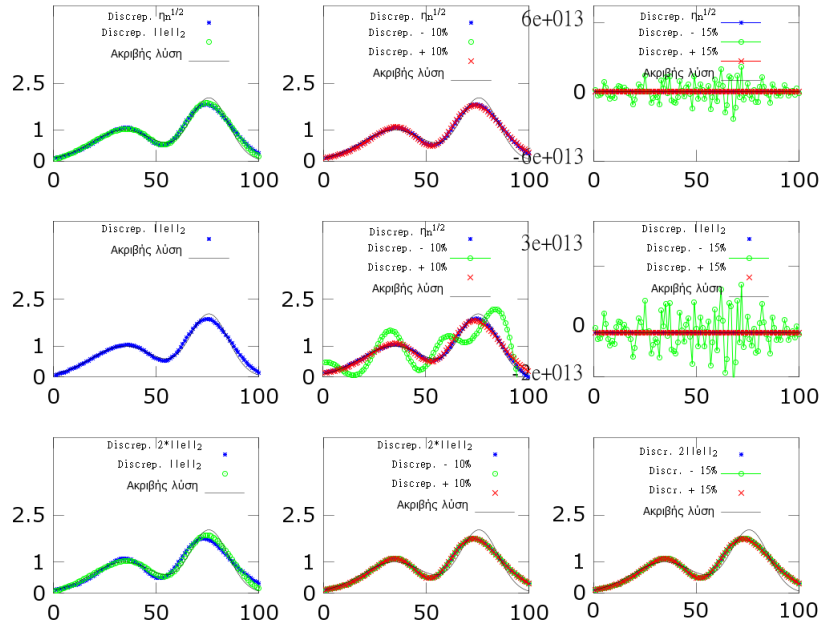 Discrep. ηn^1/2
Discrep. ||e||2
Ακριβής λύση
2.5
1
0
0 50 100
Discrep. ηn^1/2
Discrep. - 10%
Discrep. + 10%
Ακριβής λύση
2.5
1
0
0 50 100
6e+013
Discrep. ηn^1/2
Discrep. - 15%
Discrep. + 15%
Ακριβής λύση
0
-6e+013
0 50 100
Discrep. ||e||2
Ακριβής λύση
2.5
1
0
0 50 100
Discrep. ηn^1/2
Discrep. - 10%
Discrep. + 10%
Ακριβής λύση
2.5
1
0
0 50 100
3e+013
Discrep. ||e||2
Discrep. - 15%
Discrep. + 15%
Ακριβής λύση
0
-2e+013
0 50 100
Discrep. 2*||e||2
Discrep. ||e||2
Ακριβής λύση
2.5
1
0
0 50 100
Discrep. 2*||e||2
Discrep. - 10%
Discrep. + 10%
Ακριβής λύση
2.5
1
0
0 50 100
Discr. 2||e||2
Discr. - 15%
Discr. + 15%
Ακριβής λύση
2.5
1
0
0 50 100